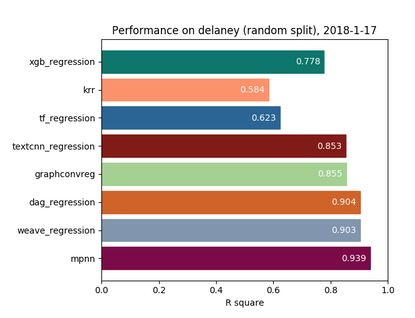 Performance on delaney (random split), 2018-1-17
xgb_regression 0.778
krr 0.584
tf_regression 0.623
textcnn_regression 0.853
graphconvreg 0.855
dag_regression 0.904
weave_regression 0.903
mpnn 0.939
0.0 0.2 0.4 0.6 0.8 1.0
R square